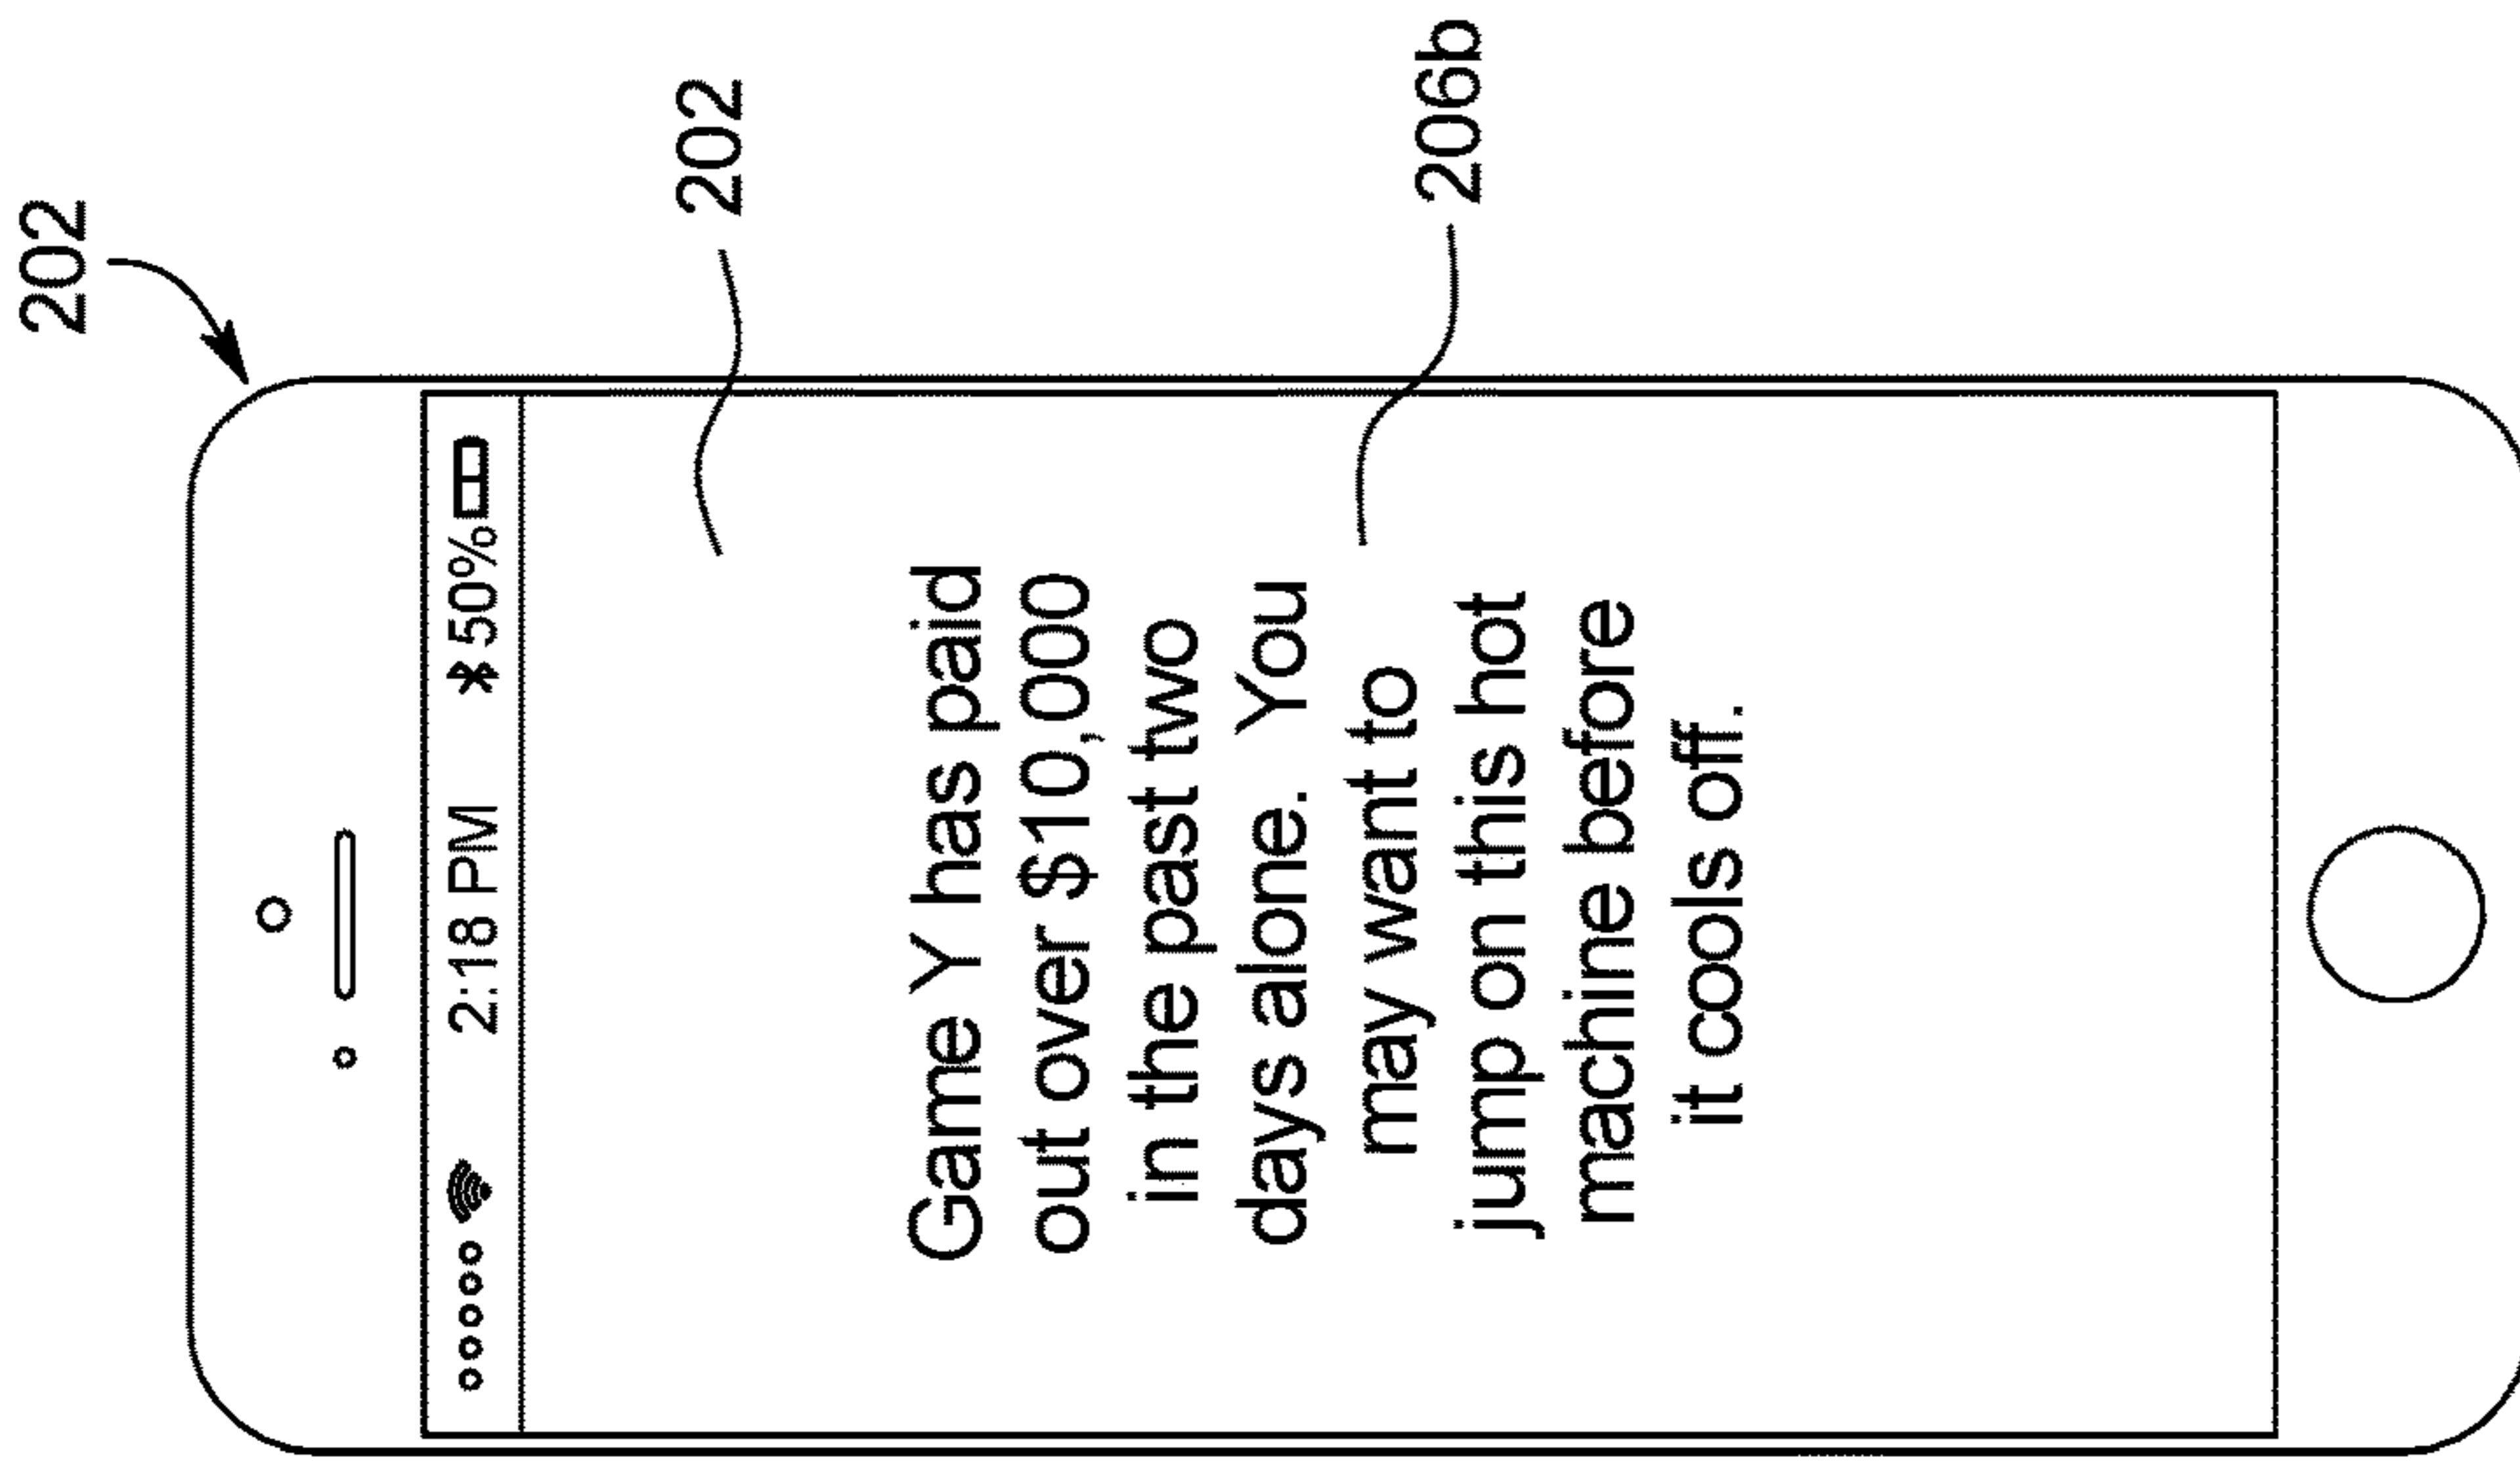 202
202
2:18 PM 50%
Game Y has paid
out over $10,000
in the past two
days alone. You
may want to
jump on this hot
machine before
it cools off.
206b